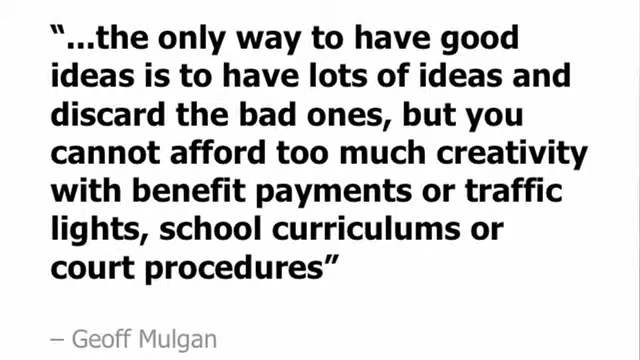 “...the only way to have good
ideas is to have lots of ideas and
discard the bad ones, but you
cannot afford too much creativity
with benefit payments or traffic
lights, school curriculums or
court procedures”
– Geoff Mulgan